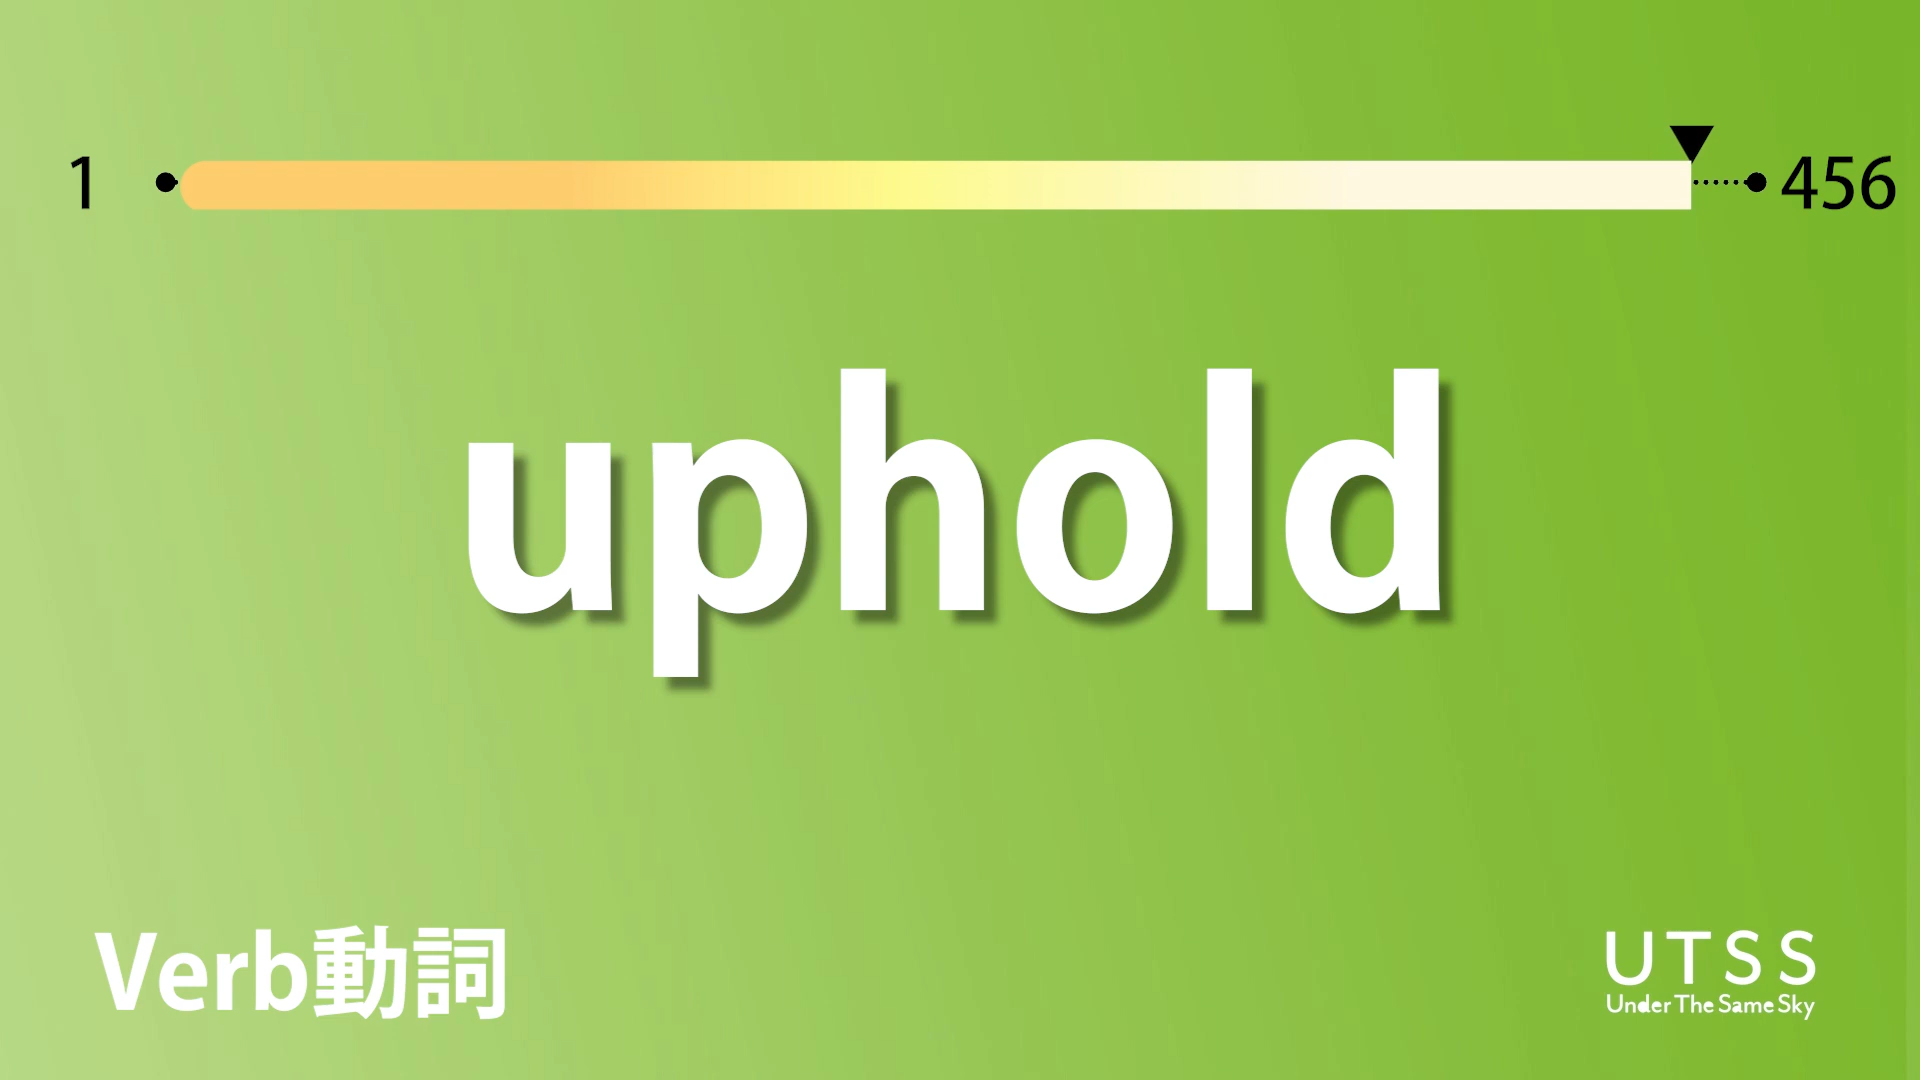 1
456
uphold
Verb動詞
UTSS
Under The Same Sky